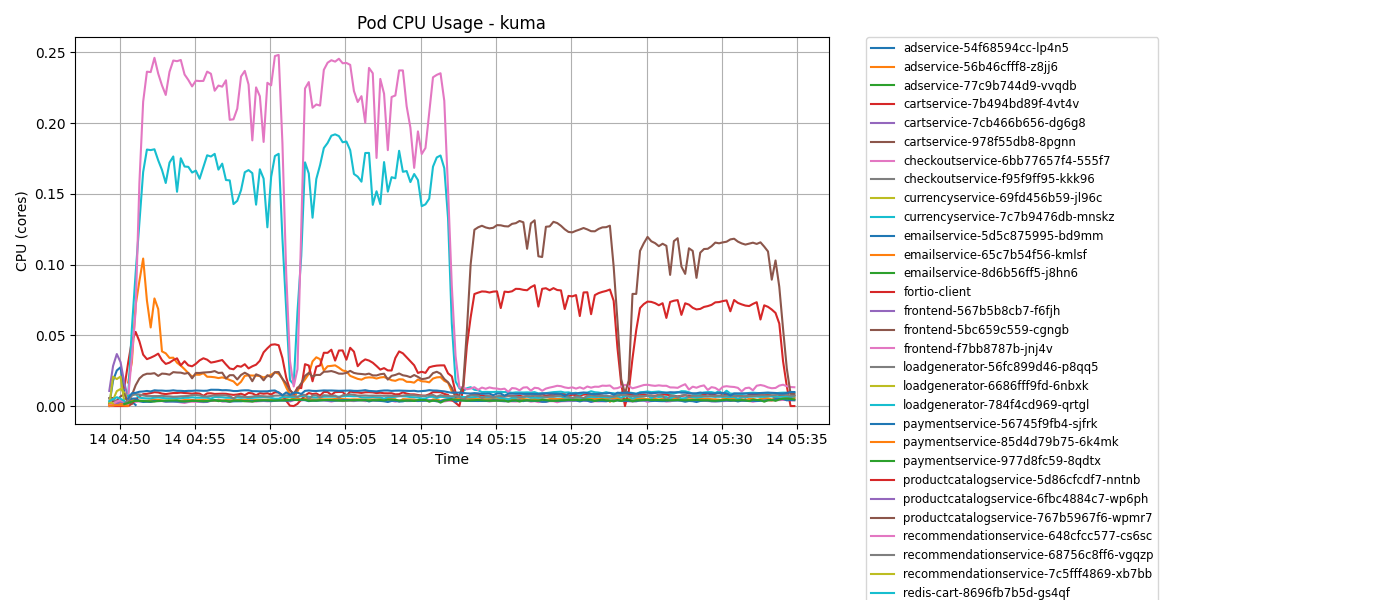 Pod CPU Usage - kuma
0.25
0.20
0.15
0.10
0.05
0.00
CPU (cores)
14 04:50
14 04:55
14 05:00
14 05:05
14 05:10
14 05:15
14 05:20
14 05:25
14 05:30
14 05:35
Time
adservice-54f68594cc-lp4n5
adservice-56b46cfff8-z8jj6
adservice-77c9b744d9-vvqdb
cartservice-7b494bd89f-4vt4v
cartservice-7cb466b656-dg6g8
cartservice-978f55db8-8pgnn
checkoutservice-6bb77657f4-555f7
checkoutservice-f95f9ff95-kkk96
currencyservice-69fd456b59-jl96c
currencyservice-7c7b9476db-mnskz
emailservice-5d5c875995-bd9mm
emailservice-65c7b54f56-kmlsf
emailservice-8d6b56ff5-j8hn6
fortio-client
frontend-567b5b8cb7-f6fjh
frontend-5bc659c559-cgngb
frontend-f7bb8787b-jnj4v
loadgenerator-56fc899d46-p8qq5
loadgenerator-6686fff9fd-6nbxk
loadgenerator-784f4cd969-qrtgl
paymentservice-56745f9fb4-sjfrk
paymentservice-85d4d79b75-6k4mk
paymentservice-977d8fc59-8qdtx
productcatalogservice-5d86cfcdf7-nntnb
productcatalogservice-6fbc4884c7-wp6ph
productcatalogservice-767b5967f6-wpmr7
recommendationservice-648cfcc577-cs6sc
recommendationservice-68756c8ff6-vgqzp
recommendationservice-7c5fff4869-xb7bb
redis-cart-8696fb7b5d-gs4qf